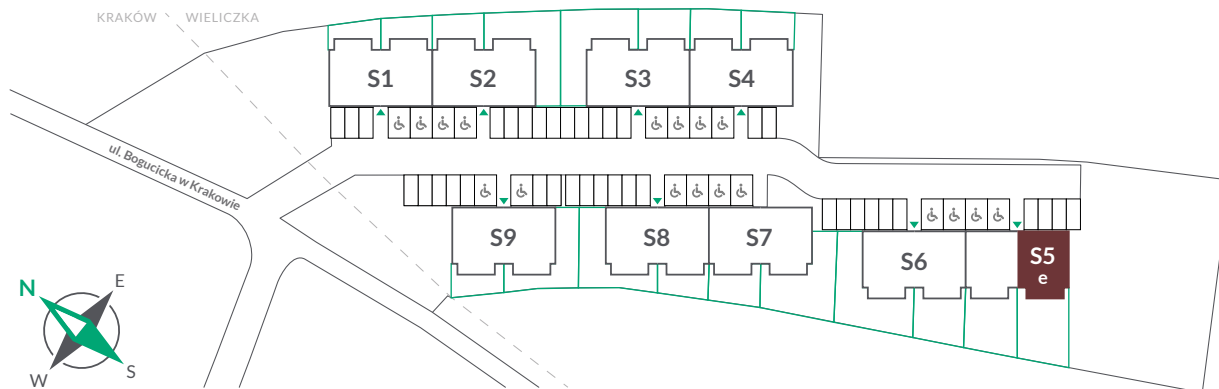 KRAKÓW WIELICZKA
S1 S2 S3 S4
ul. Bogucicka w Krakowie
S9 S8 S7
S6 S5
e
N E
W S